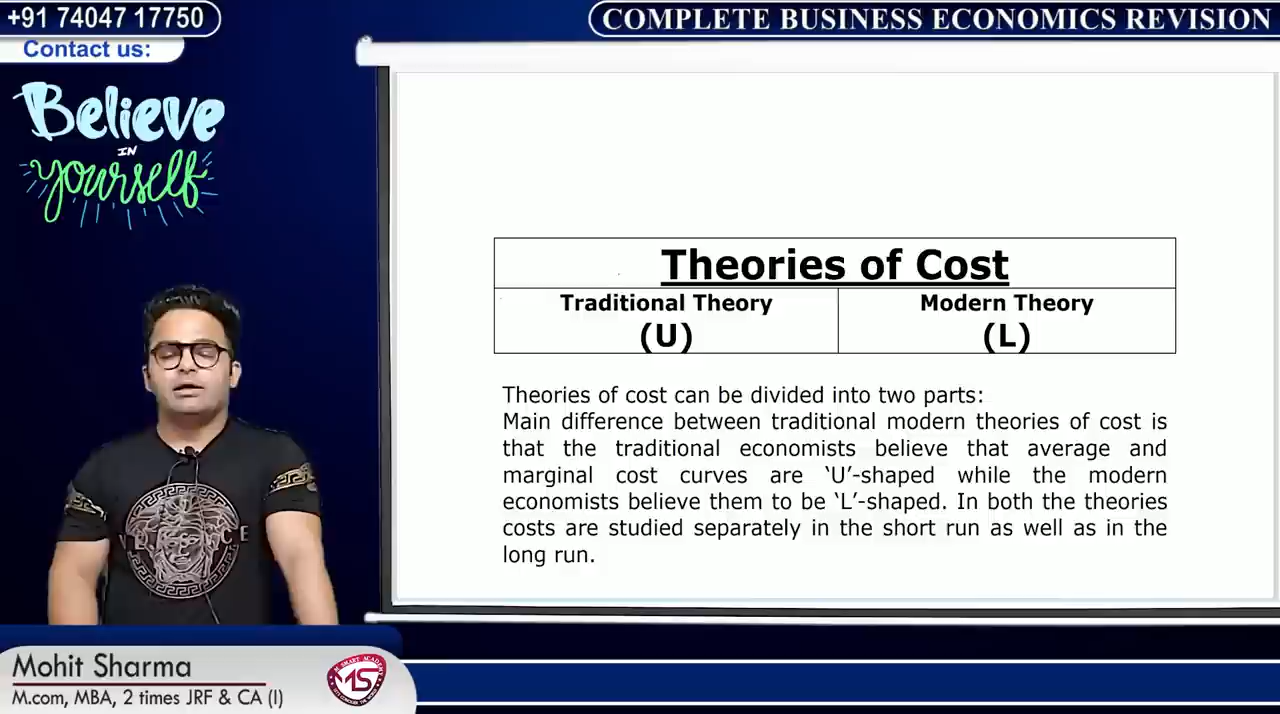 +91 74047 17750
Contact us:
COMPLETE BUSINESS ECONOMICS REVISION
Believe
IN
yourself
Theories of Cost
Traditional Theory
(U)
Modern Theory
(L)
Theories of cost can be divided into two parts:
Main difference between traditional modern theories of cost is
that the traditional economists believe that average and
marginal cost curves are ‘U’-shaped while the modern
economists believe them to be ‘L’-shaped. In both the theories
costs are studied separately in the short run as well as in the
long run.
Mohit Sharma
M.com, MBA, 2 times JRF & CA (I)
MS